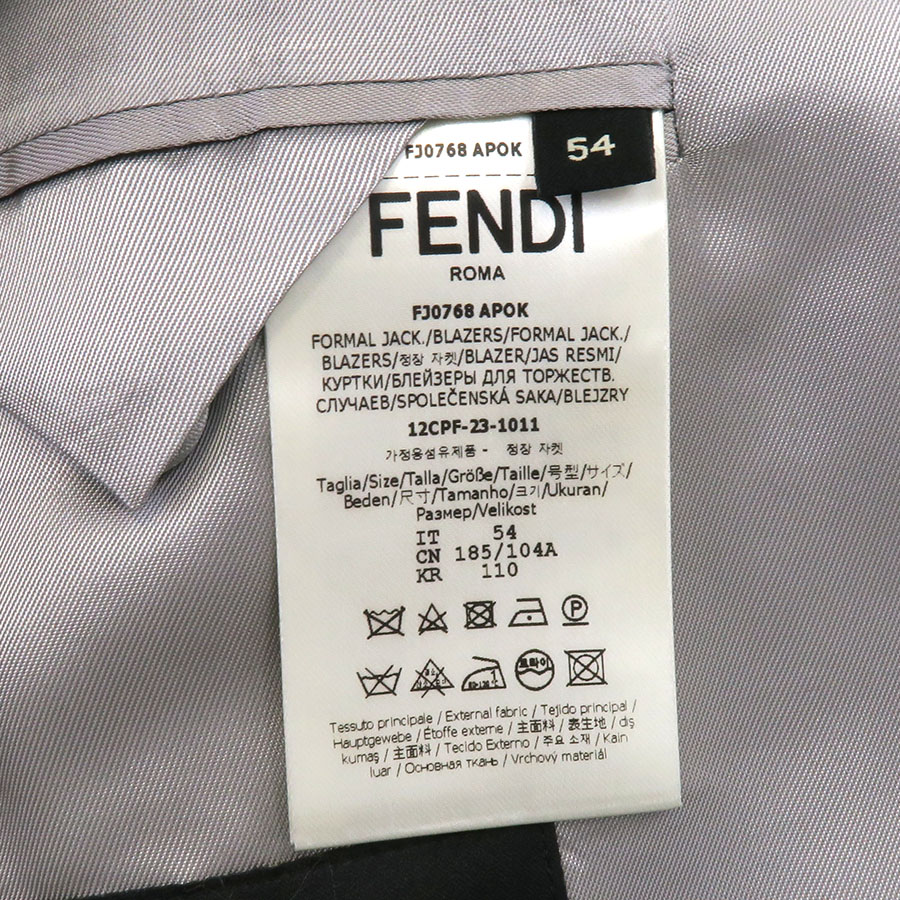 FJ0768 APOK
54
FENDI
ROMA
FJ0768 APOK
FORMAL JACK./BLAZERS/FORMAL JACK./
BLAZERS/정장 자켓/BLAZER/JAS RESMI/
КУРТКИ/БЛЕЙЗЕРЫ ДЛЯ ТОРЖЕСТВ.
СЛУЧАЕВ/SPOLEČENSKÁ SAKA/BLEJZRY
12CPF-23-1011
가정용섬유제품 - 정장 자켓
Taglia/Size/Talla/Größe/Taille/号型/サイズ/
Beden/尺寸/Tamanho/크기/Ukuran/
Размер/Velikost
IT 54
CN 185/104A
KR 110
P
드라이
Tessuto principale / External fabric / Tejido principal /
Hauptgewebe / Étoffe externe / 主面料 / 表生地 / dış
kumaş / 主面料 / Tecido Externo / 주요 소재 / Kain
luar / Основная ткань / Vrchový materiál